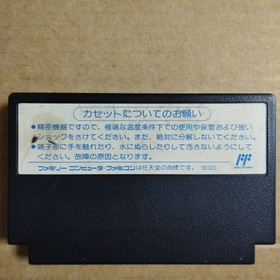 カセットについてのお願い
●精密機器ですので、極端な温度条件下での使用や保管および強い
ショックをさけてください。また、絶対に分解しないでください。
●端子部に手を触れたり、水にぬらしたりして汚さないようにして
ください。故障の原因となります。
ファミリーコンピュータ・ファミコンは任天堂の商標です。